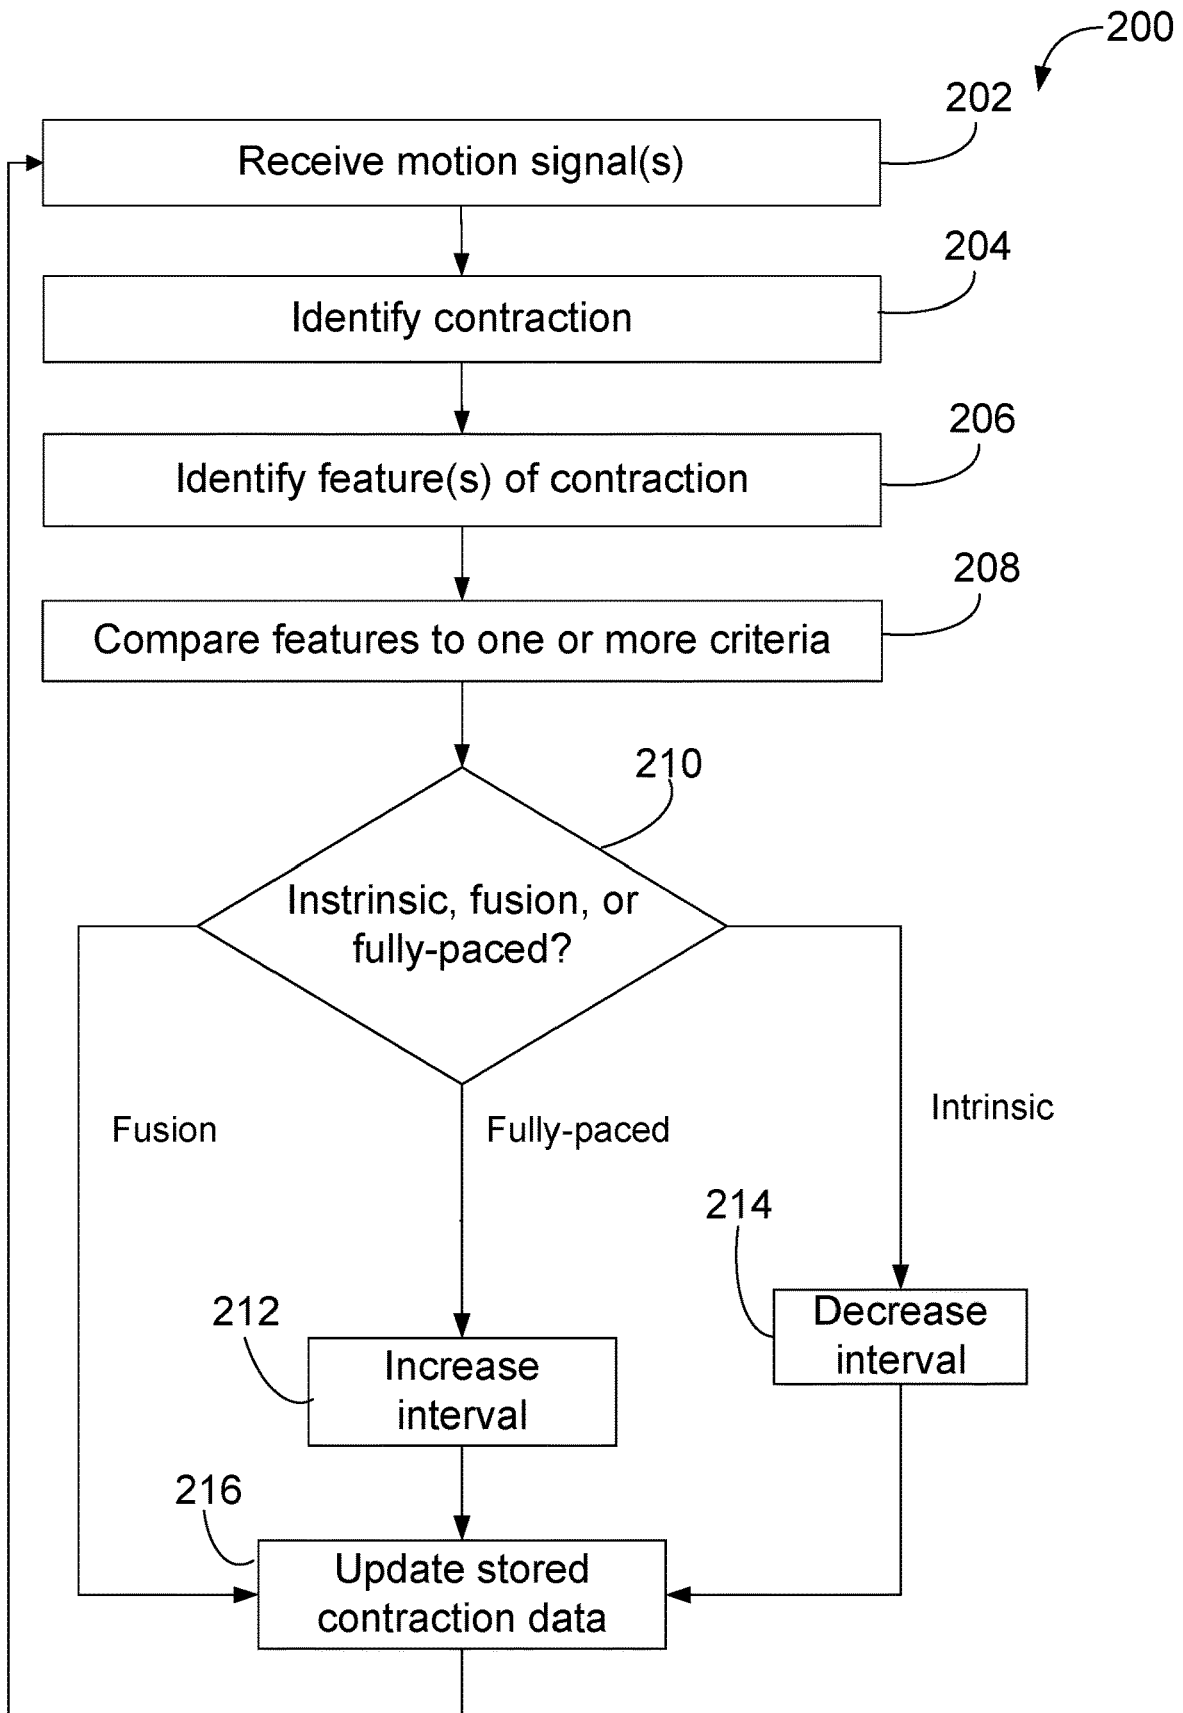 200
202
Receive motion signal(s)
204
Identify contraction
206
Identify feature(s) of contraction
208
Compare features to one or more criteria
210
Instrinsic, fusion, or
fully-paced?
Fusion
Fully-paced
Intrinsic
212
Increase
interval
214
Decrease
interval
216
Update stored
contraction data